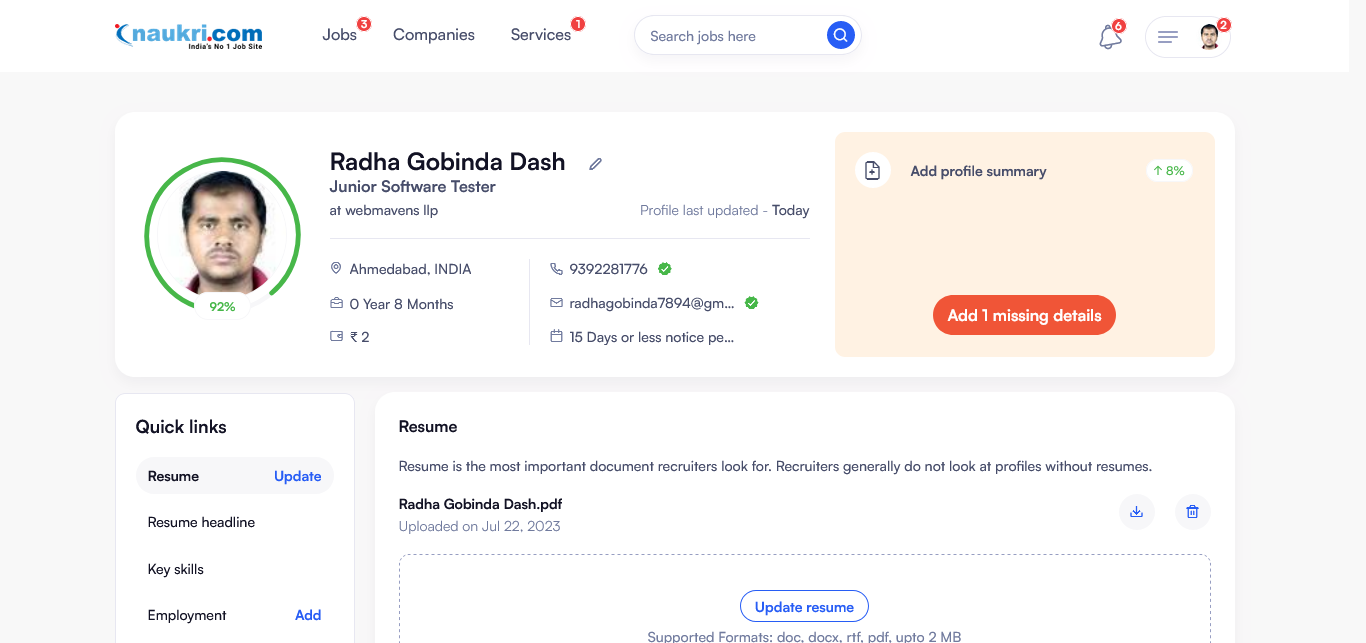 naukri.com
India's No 1 Job Site
Jobs 3
Companies
Services 1
Search jobs here
6
2
Radha Gobinda Dash
Junior Software Tester
at webmavens llp
Profile last updated - Today
Ahmedabad, INDIA
0 Year 8 Months
₹ 2
9392281776
radhagobinda7894@gm...
15 Days or less notice pe...
92%
Add profile summary
↑ 8%
Add 1 missing details
Quick links
Resume Update
Resume headline
Key skills
Employment Add
Resume
Resume is the most important document recruiters look for. Recruiters generally do not look at profiles without resumes.
Radha Gobinda Dash.pdf
Uploaded on Jul 22, 2023
Update resume
Supported Formats: doc, docx, rtf, pdf, upto 2 MB